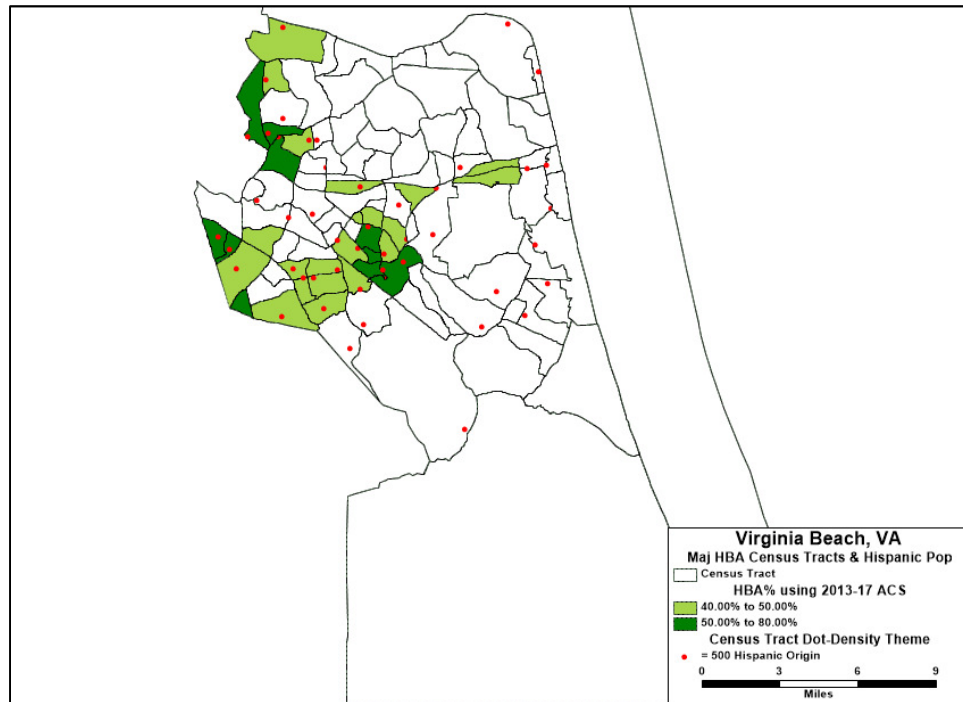 Virginia Beach, VA
Maj HBA Census Tracts & Hispanic Pop
Census Tract
HBA% using 2013-17 ACS
40.00% to 50.00%
50.00% to 80.00%
Census Tract Dot-Density Theme
= 500 Hispanic Origin
0 3 6 9
Miles